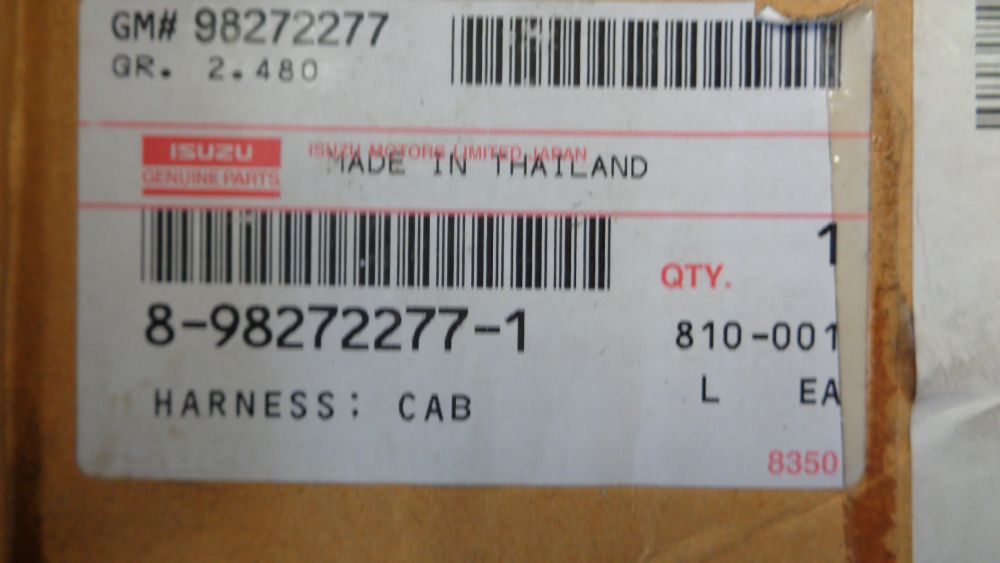 GM# 98272277
GR. 2.480
ISUZU
GENUINE PARTS
ISUZU MOTORS LIMITED JAPAN
MADE IN THAILAND
1
QTY.
8-98272277-1
810-001
HARNESS: CAB
L EA
8350